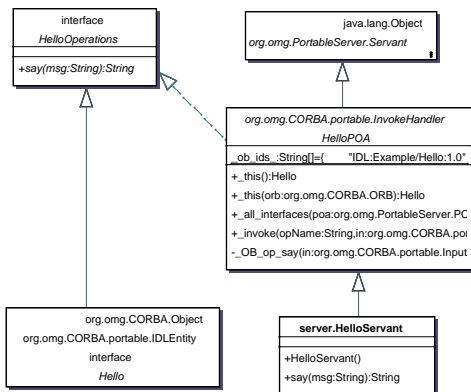 interface
HelloOperations
+say(msg:String):String
java.lang.Object
org.omg.PortableServer.Servant
org.omg.CORBA.portable.InvokeHandler
HelloPOA
_ob_ids_:String[]={ "IDL:Example/Hello:1.0"
+_this():Hello
+_this(orb:org.omg.CORBA.ORB):Hello
+_all_interfaces(poa:org.omg.PortableServer.PO
+_invoke(opName:String,in:org.omg.CORBA.por
-_OB_op_say(in:org.omg.CORBA.portable.Input
org.omg.CORBA.Object
org.omg.CORBA.portable.IDLEntity
interface
Hello
server.HelloServant
+HelloServant()
+say(msg:String):String